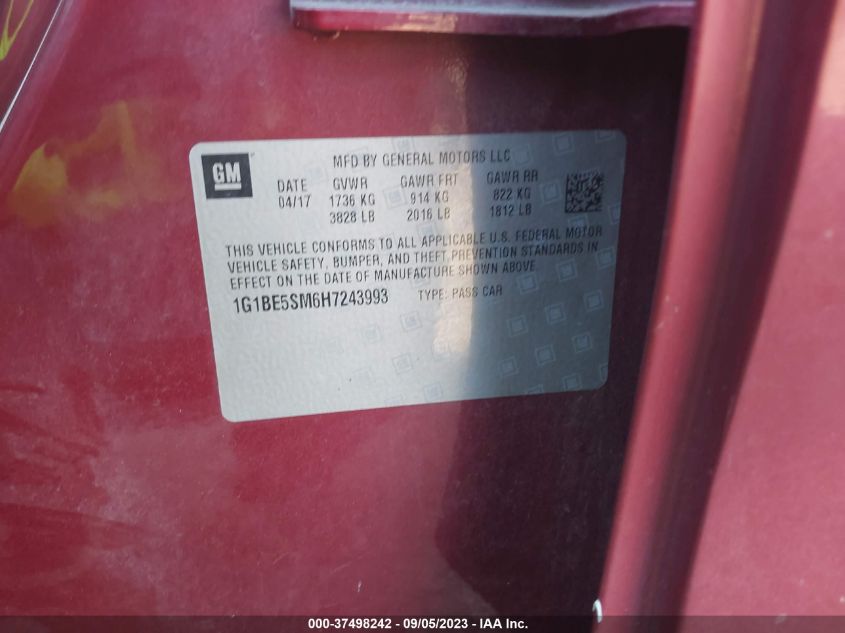 GM
MFD BY GENERAL MOTORS LLC
DATE GVWR GAWR FRT GAWR RR
04/17 1736 KG 914 KG 822 KG
3828 LB 2016 LB 1812 LB
THIS VEHICLE CONFORMS TO ALL APPLICABLE U.S. FEDERAL MOTOR
VEHICLE SAFETY, BUMPER, AND THEFT PREVENTION STANDARDS IN
EFFECT ON THE DATE OF MANUFACTURE SHOWN ABOVE.
1G1BE5SM6H7243993 TYPE: PASS CAR
000-37498242 - 09/05/2023 - IAA Inc.